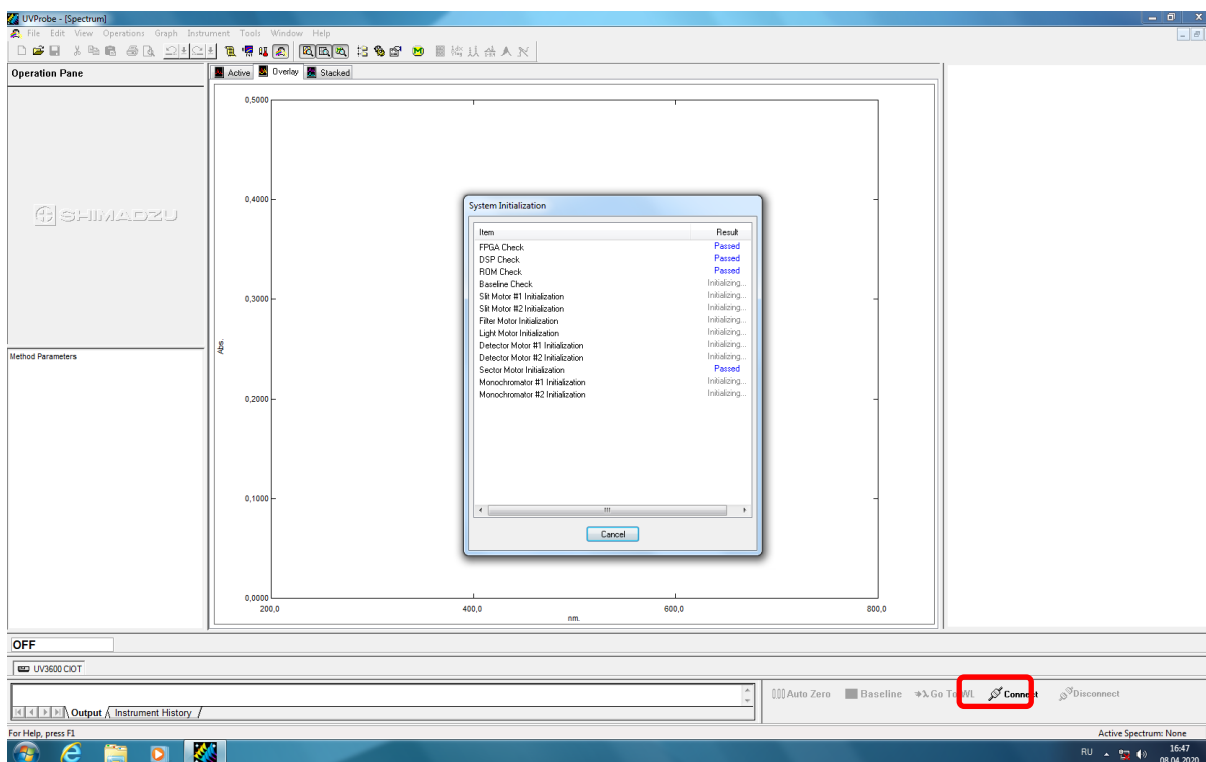 UVProbe - [Spectrum]
File Edit View Operations Graph Instrument Tools Window Help
Operation Pane
Active Overlay Stacked
SHIMADZU
Method Parameters
0,5000
0,4000
0,3000
0,2000
0,1000
0,0000
Abs.
200,0 400,0 600,0 800,0
nm.
System Initialization
Item Result
FPGA Check Passed
DSP Check Passed
ROM Check Passed
Baseline Check Initializing...
Slit Motor #1 Initialization Initializing...
Slit Motor #2 Initialization Initializing...
Filter Motor Initialization Initializing...
Light Motor Initialization Initializing...
Detector Motor #1 Initialization Initializing...
Detector Motor #2 Initialization Initializing...
Sector Motor Initialization Passed
Monochromator #1 Initialization Initializing...
Monochromator #2 Initialization Initializing...
Cancel
OFF
UV3600 CIOT
Auto Zero Baseline Go To WL Connect Disconnect
Output Instrument History
For Help, press F1 Active Spectrum: None
RU 16:47
08.04.2020